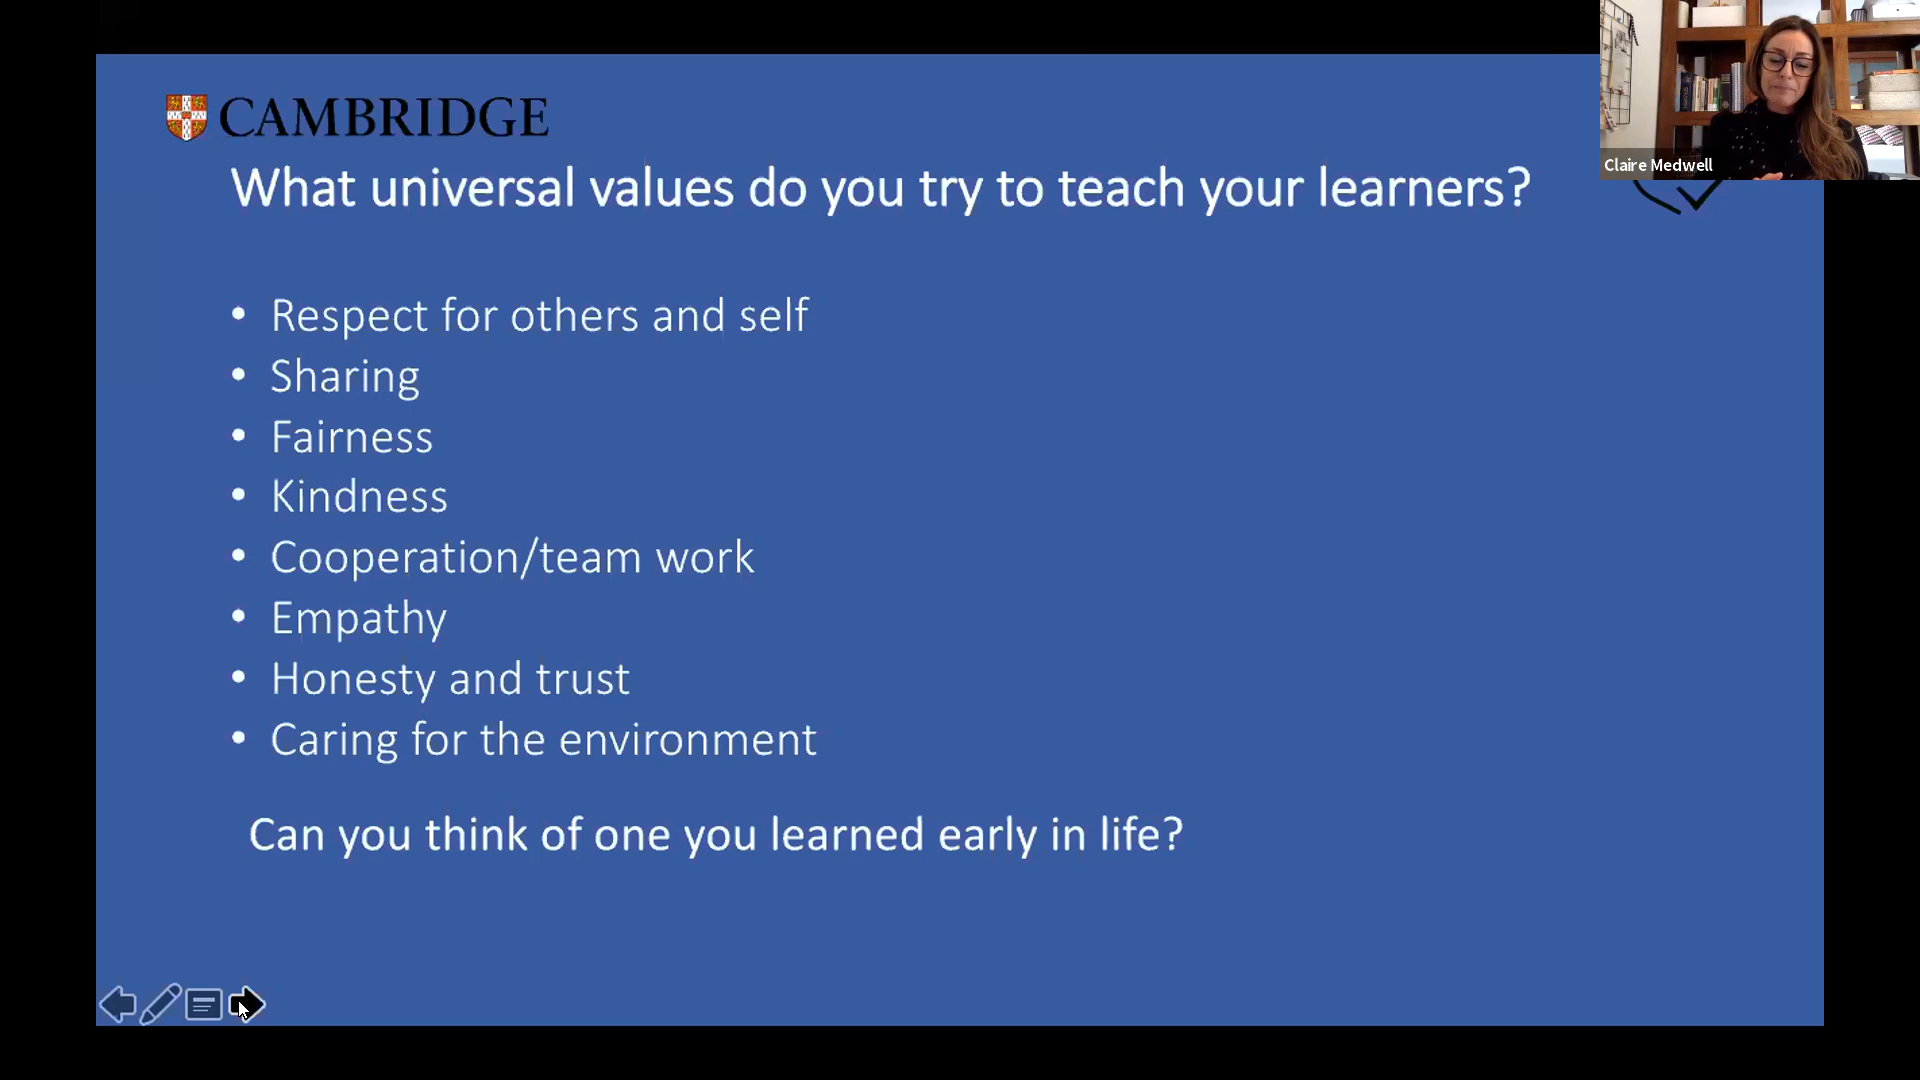 CAMBRIDGE
Claire Medwell
What universal values do you try to teach your learners?
• Respect for others and self
• Sharing
• Fairness
• Kindness
• Cooperation/team work
• Empathy
• Honesty and trust
• Caring for the environment
Can you think of one you learned early in life?